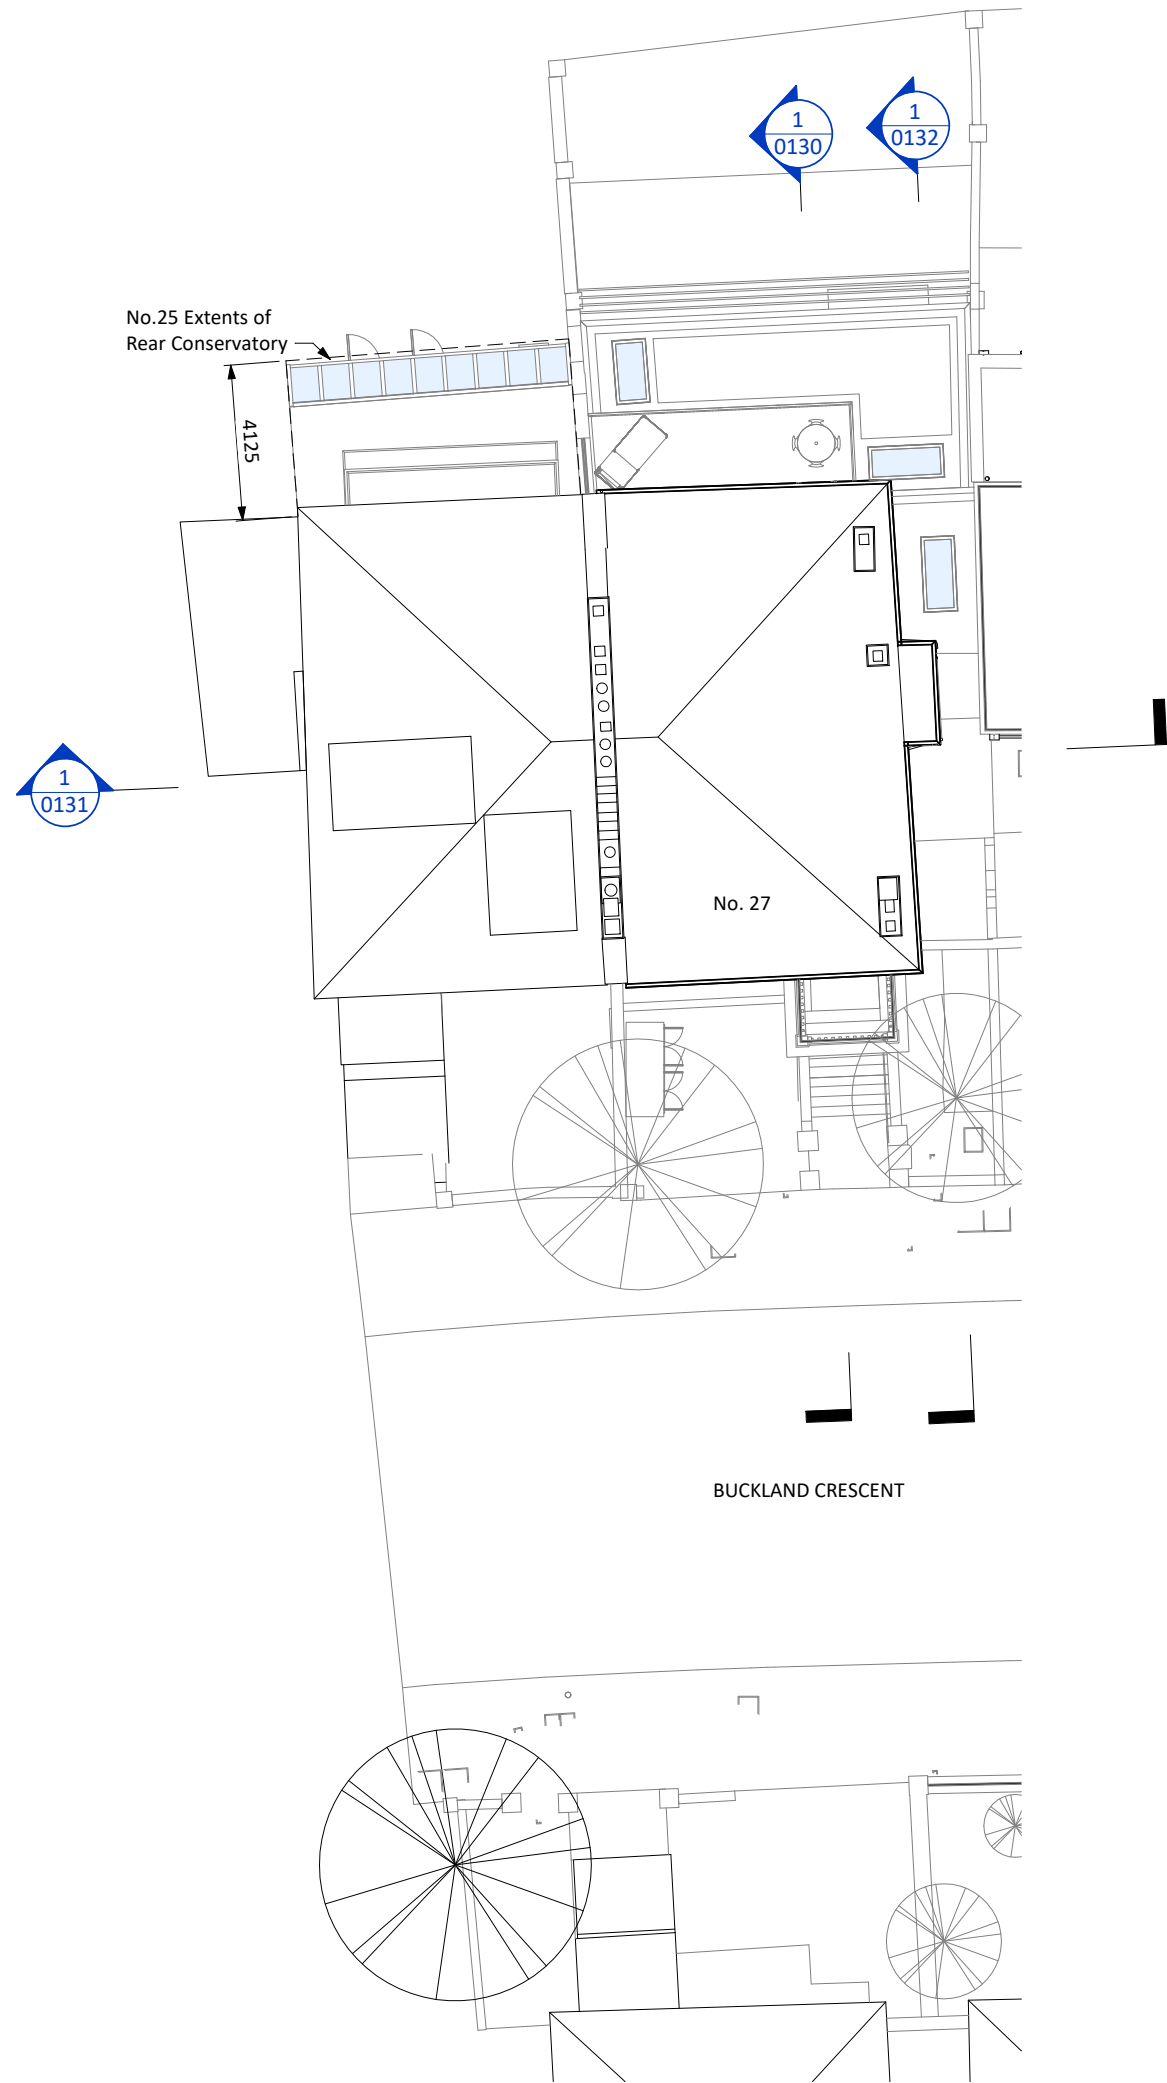 1
0130
1
0132
No.25 Extents of
Rear Conservatory
4125
1
0131
No. 27
BUCKLAND CRESCENT